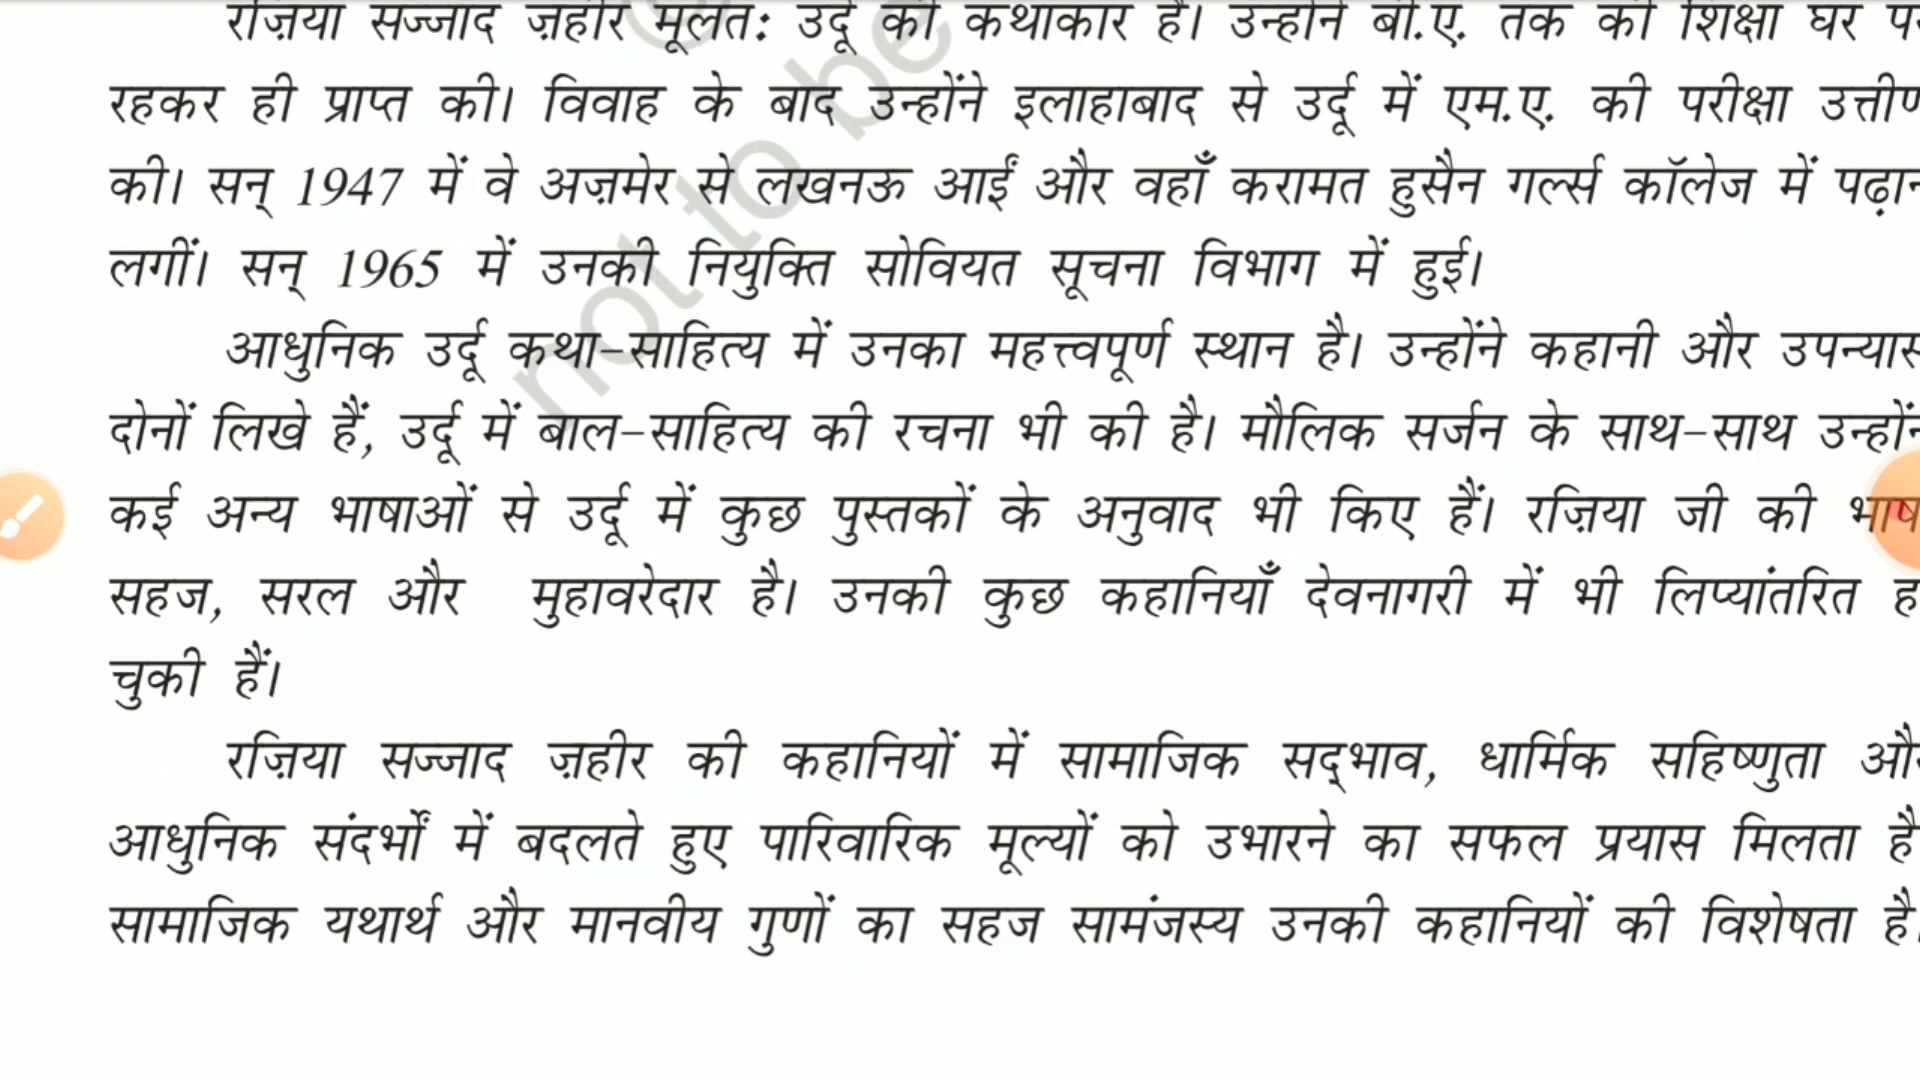 रज़िया सज्जाद ज़हीर मूलतः उर्दू की कथाकार हैं। उन्होंने बी.ए. तक की शिक्षा घर
रहकर ही प्राप्त की। विवाह के बाद उन्होंने इलाहाबाद से उर्दू में एम.ए. की परीक्षा
की। सन् 1947 में वे अज़मेर से लखनऊ आईं और वहाँ करामत हुसैन गर्ल्स कॉलेज में
लगीं। सन् 1965 में उनकी नियुक्ति सोवियत सूचना विभाग में हुई।
आधुनिक उर्दू कथा-साहित्य में उनका महत्त्वपूर्ण स्थान है। उन्होंने कहानी और उपन्यास
दोनों लिखे हैं, उर्दू में बाल-साहित्य की रचना भी की है। मौलिक सर्जन के साथ-साथ
कई अन्य भाषाओं से उर्दू में कुछ पुस्तकों के अनुवाद भी किए हैं। रज़िया जी की
सहज, सरल और मुहावरेदार है। उनकी कुछ कहानियाँ देवनागरी में भी लिप्यांतरित
चुकी हैं।
रज़िया सज्जाद ज़हीर की कहानियों में सामाजिक सद्‌भाव, धार्मिक सहिष्णुता
आधुनिक संदर्भों में बदलते हुए पारिवारिक मूल्यों को उभारने का सफल प्रयास मिलता है
सामाजिक यथार्थ और मानवीय गुणों का सहज सामंजस्य उनकी कहानियों की विशेषता है।
not to be